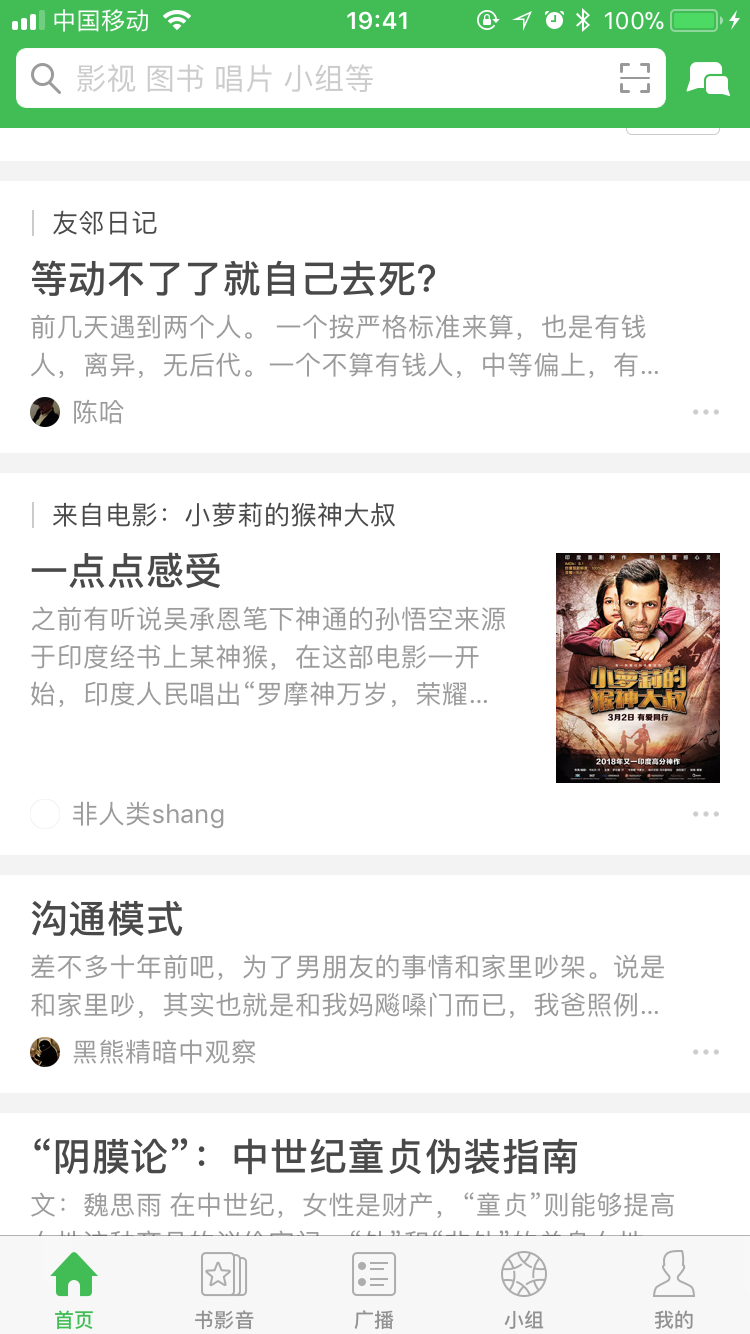 中国移动 19:41 100%
影视 图书 唱片 小组等
友邻日记
等动不了了就自己去死?
前几天遇到两个人。 一个按严格标准来算，也是有钱
人，离异，无后代。一个不算有钱人，中等偏上，有...
陈哈
来自电影：小萝莉的猴神大叔
一点点感受
之前有听说吴承恩笔下神通的孙悟空来源
于印度经书上某神猴，在这部电影一开
始，印度人民唱出“罗摩神万岁，荣耀...
小萝莉的
猴神大叔
3月2日 有爱同行
2018年又一印度高分神作
非人类shang
沟通模式
差不多十年前吧，为了男朋友的事情和家里吵架。说是
和家里吵，其实也就是和我妈飚嗓门而已，我爸照例...
黑熊精暗中观察
“阴膜论”：中世纪童贞伪装指南
文：魏思雨 在中世纪，女性是财产，“童贞”则能够提高
首页 书影音 广播 小组 我的